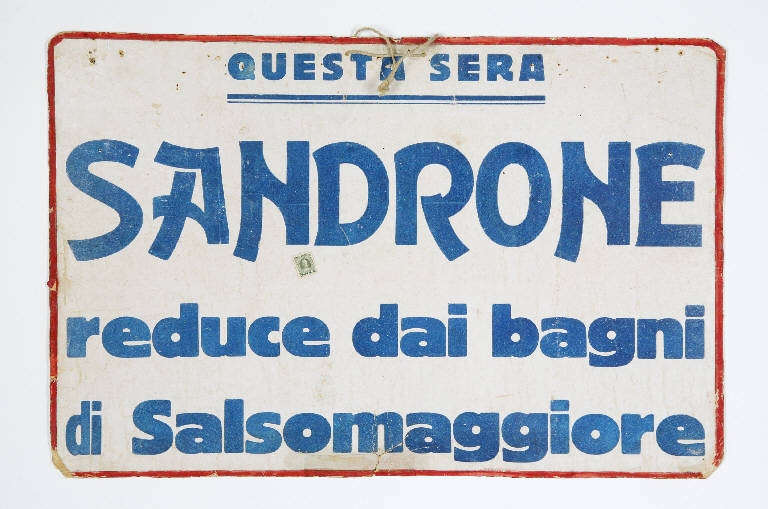 QUESTA SERA
SANDRONE
reduce dai bagni
di Salsomaggiore